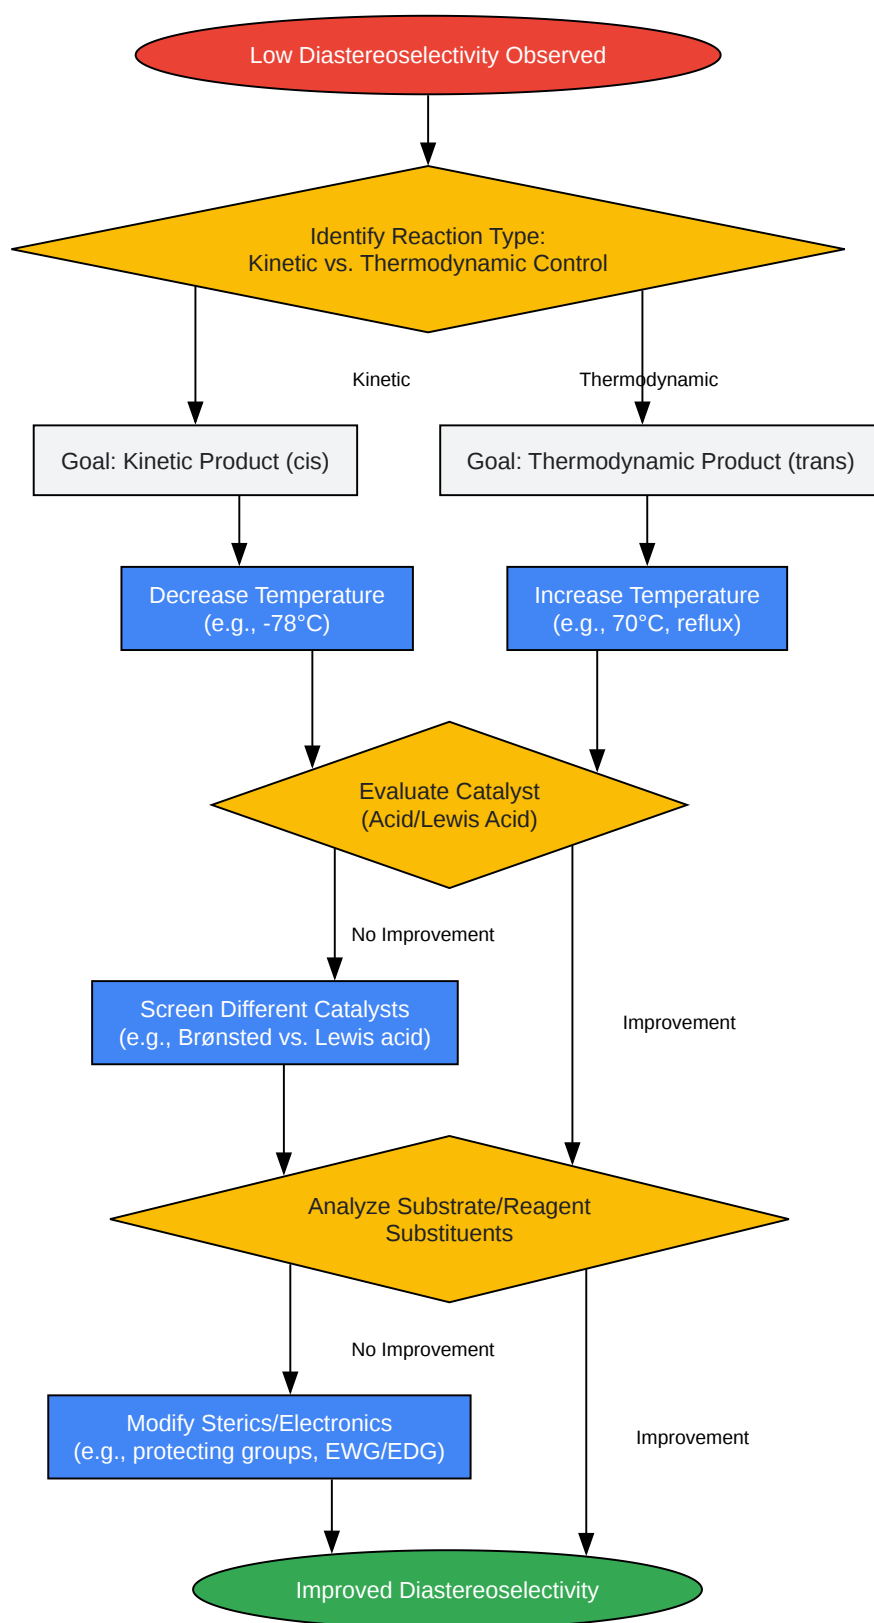 Low Diastereoselectivity Observed
Identify Reaction Type:
Kinetic vs. Thermodynamic Control
Kinetic
Thermodynamic
Goal: Kinetic Product (cis)
Goal: Thermodynamic Product (trans)
Decrease Temperature
(e.g., -78°C)
Increase Temperature
(e.g., 70°C, reflux)
Evaluate Catalyst
(Acid/Lewis Acid)
No Improvement
Screen Different Catalysts
(e.g., Brønsted vs. Lewis acid)
Improvement
Analyze Substrate/Reagent
Substituents
No Improvement
Modify Sterics/Electronics
(e.g., protecting groups, EWG/EDG)
Improvement
Improved Diastereoselectivity